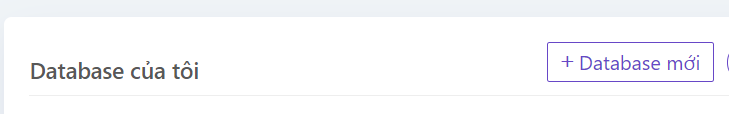 Database của tôi
+ Database mới